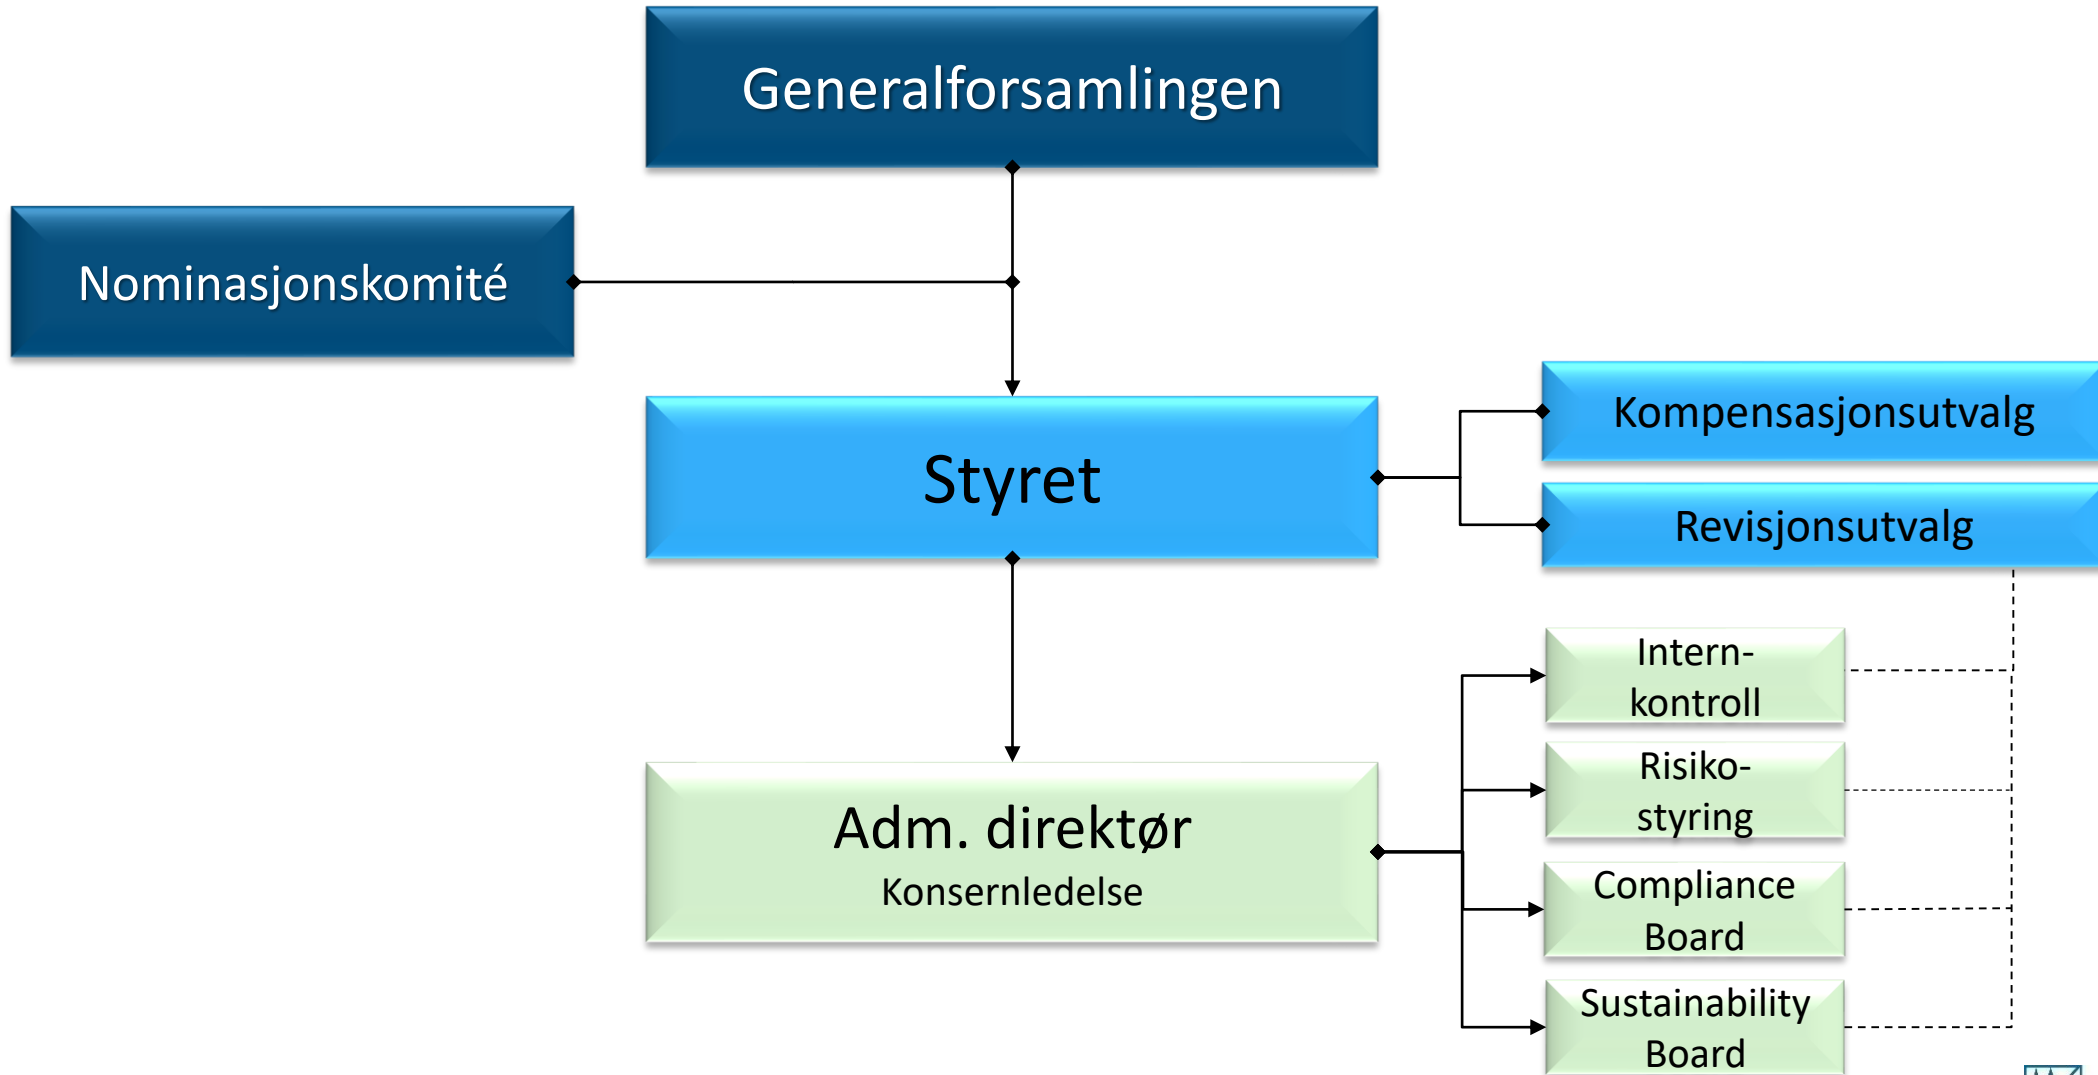 Generalforsamlingen
Nominasjonskomité
Kompensasjonsutvalg
Styret
Revisjonsutvalg
Intern-
kontroll
Risiko-
styring
Adm. direktør
Konsernledelse
Compliance
Board
Sustainability
Board